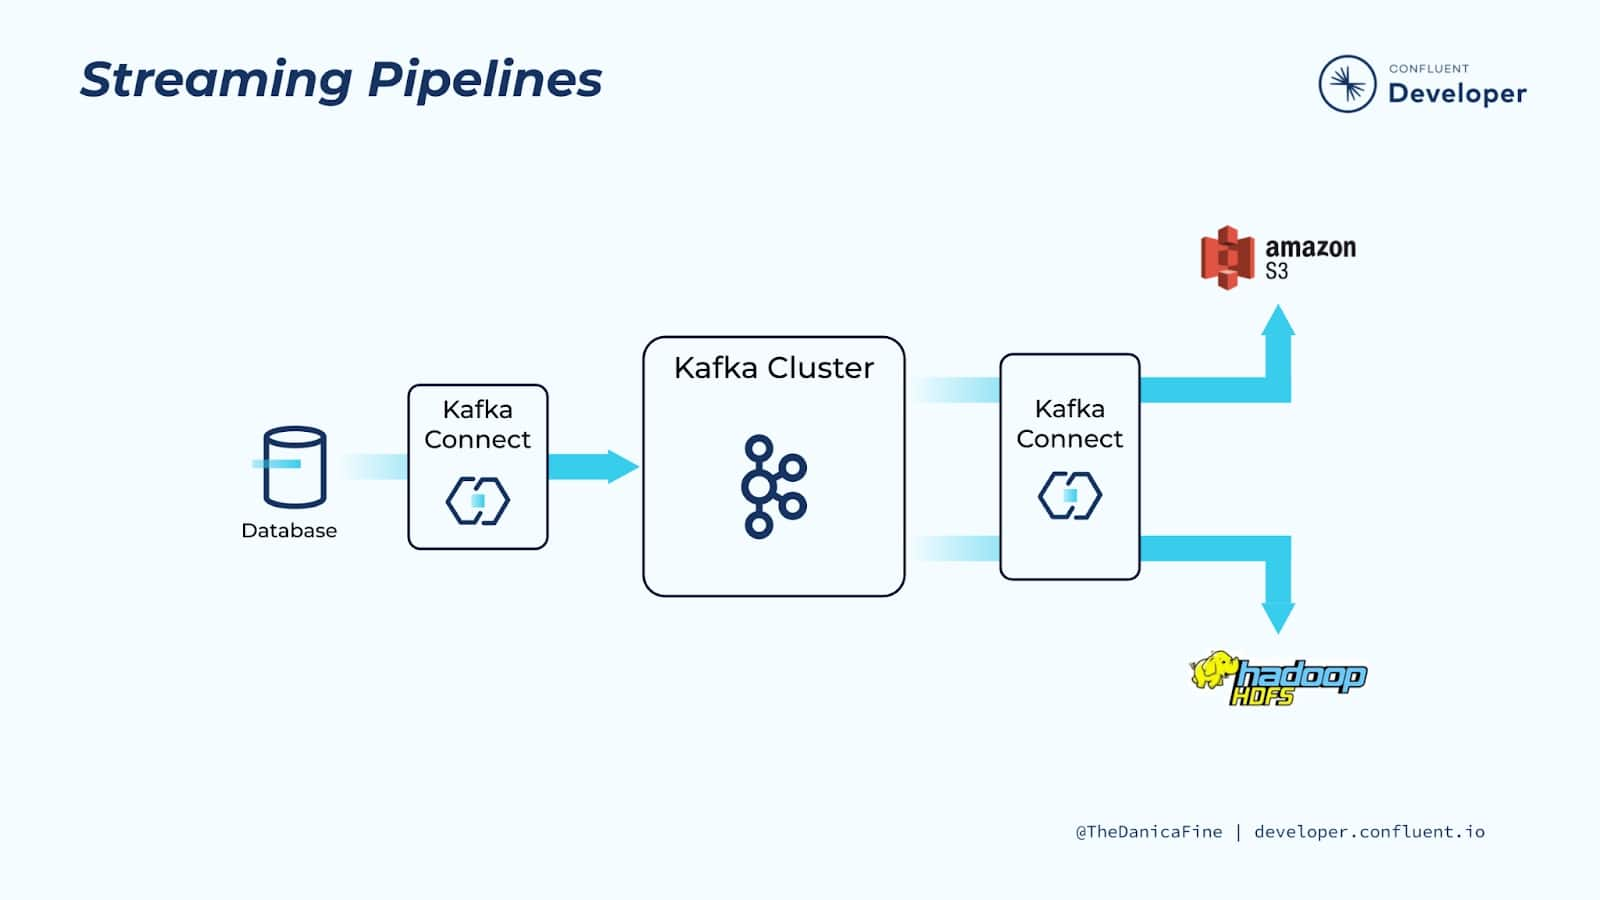 Streaming Pipelines
CONFLUENT
Developer
amazon
S3
Kafka Cluster
Kafka
Connect
Kafka
Connect
Database
hadoop
HDFS
@TheDanicaFine | developer.confluent.io